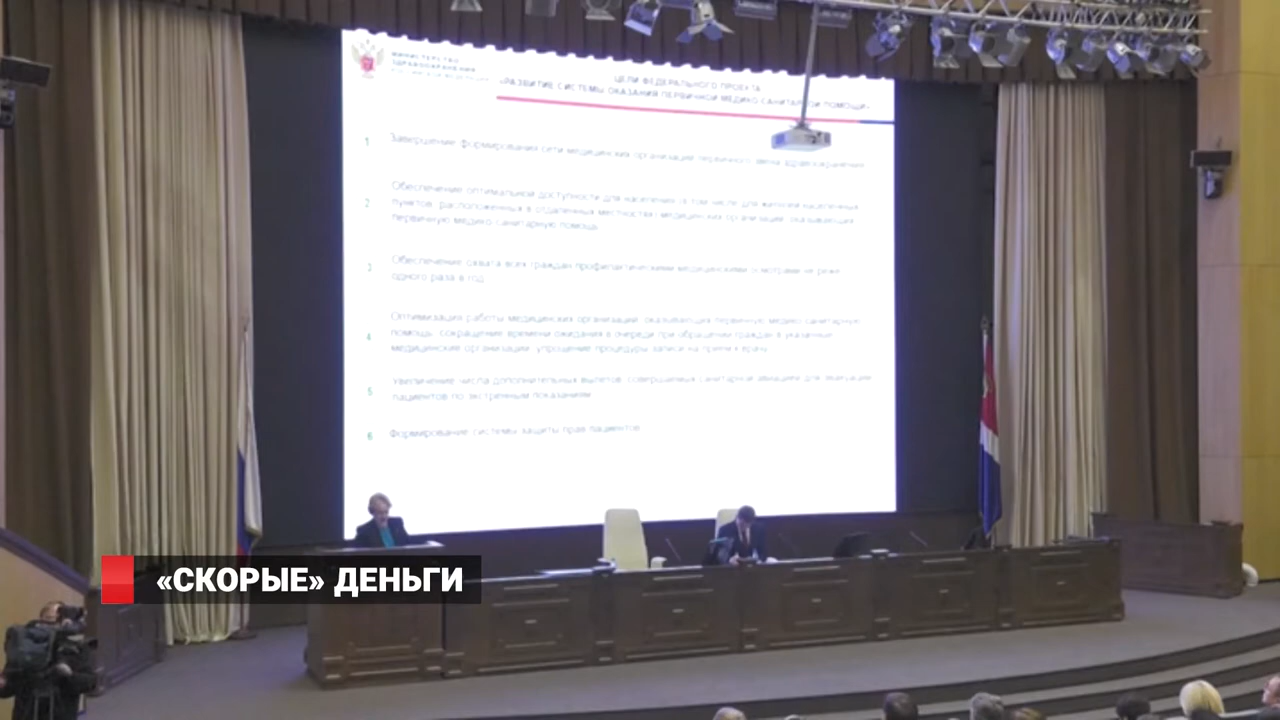 МИНИСТЕРСТВО
ЗДРАВООХРАНЕНИЯ
РОССИЙСКОЙ ФЕДЕРАЦИИ
ЦЕЛИ ФЕДЕРАЛЬНОГО ПРОЕКТА
«РАЗВИТИЕ СИСТЕМЫ ОКАЗАНИЯ ПЕРВИЧНОЙ МЕДИКО-САНИТАРНОЙ ПОМОЩИ»
1 Завершение формирования сети медицинских организаций первичного звена здравоохранения
2 Обеспечение оптимальной доступности для населения (в том числе для жителей населенных
пунктов, расположенных в отдаленных местностях) медицинских организаций, оказывающих
первичную медико-санитарную помощь
3 Обеспечение охвата всех граждан профилактическими медицинскими осмотрами не реже
одного раза в год
4 Оптимизация работы медицинских организаций, оказывающих первичную медико-санитарную
помощь, сокращение времени ожидания в очереди при обращении граждан в указанные
медицинские организации, упрощение процедуры записи на прием к врачу
5 Увеличение числа дополнительных вылетов, совершенных санитарной авиацией для эвакуации
пациентов по экстренным показаниям
6 Формирование системы защиты прав пациентов
«СКОРЫЕ» ДЕНЬГИ